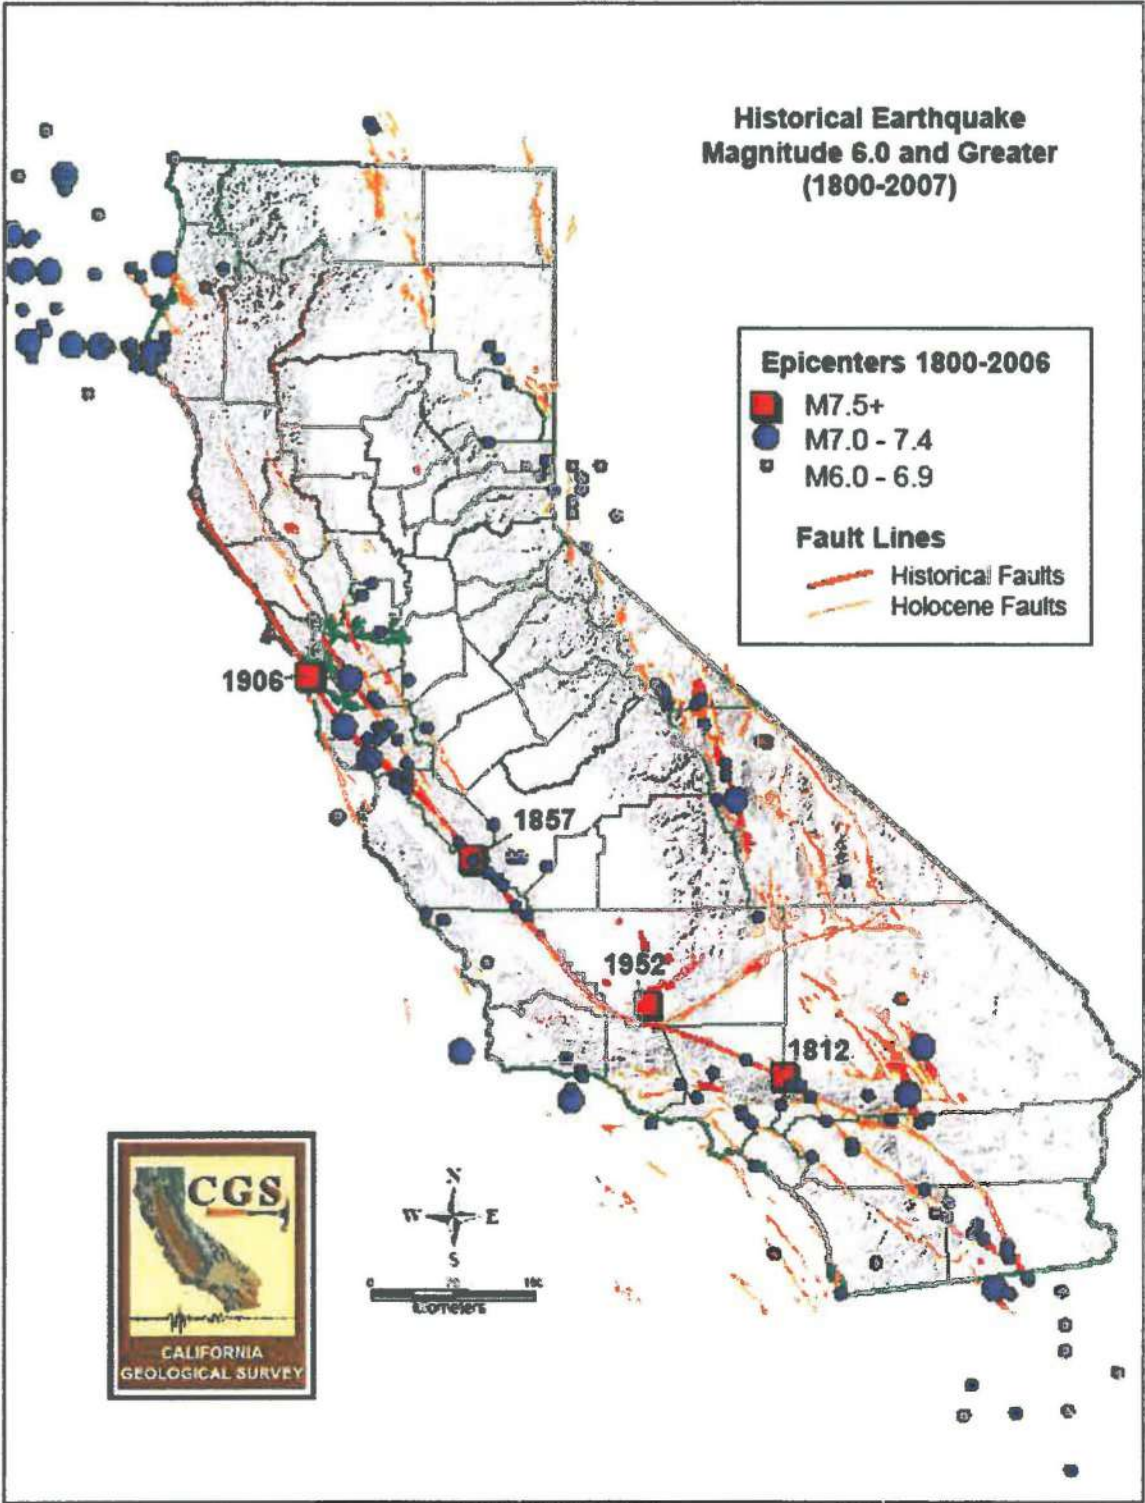 Historical Earthquake
Magnitude 6.0 and Greater
(1800-2007)
Epicenters 1800-2006
M7.5+
M7.0 - 7.4
M6.0 - 6.9
Fault Lines
Historical Faults
Holocene Faults
1906
1857
1952
1812
CGS
CALIFORNIA
GEOLOGICAL SURVEY
N
W E
S
0